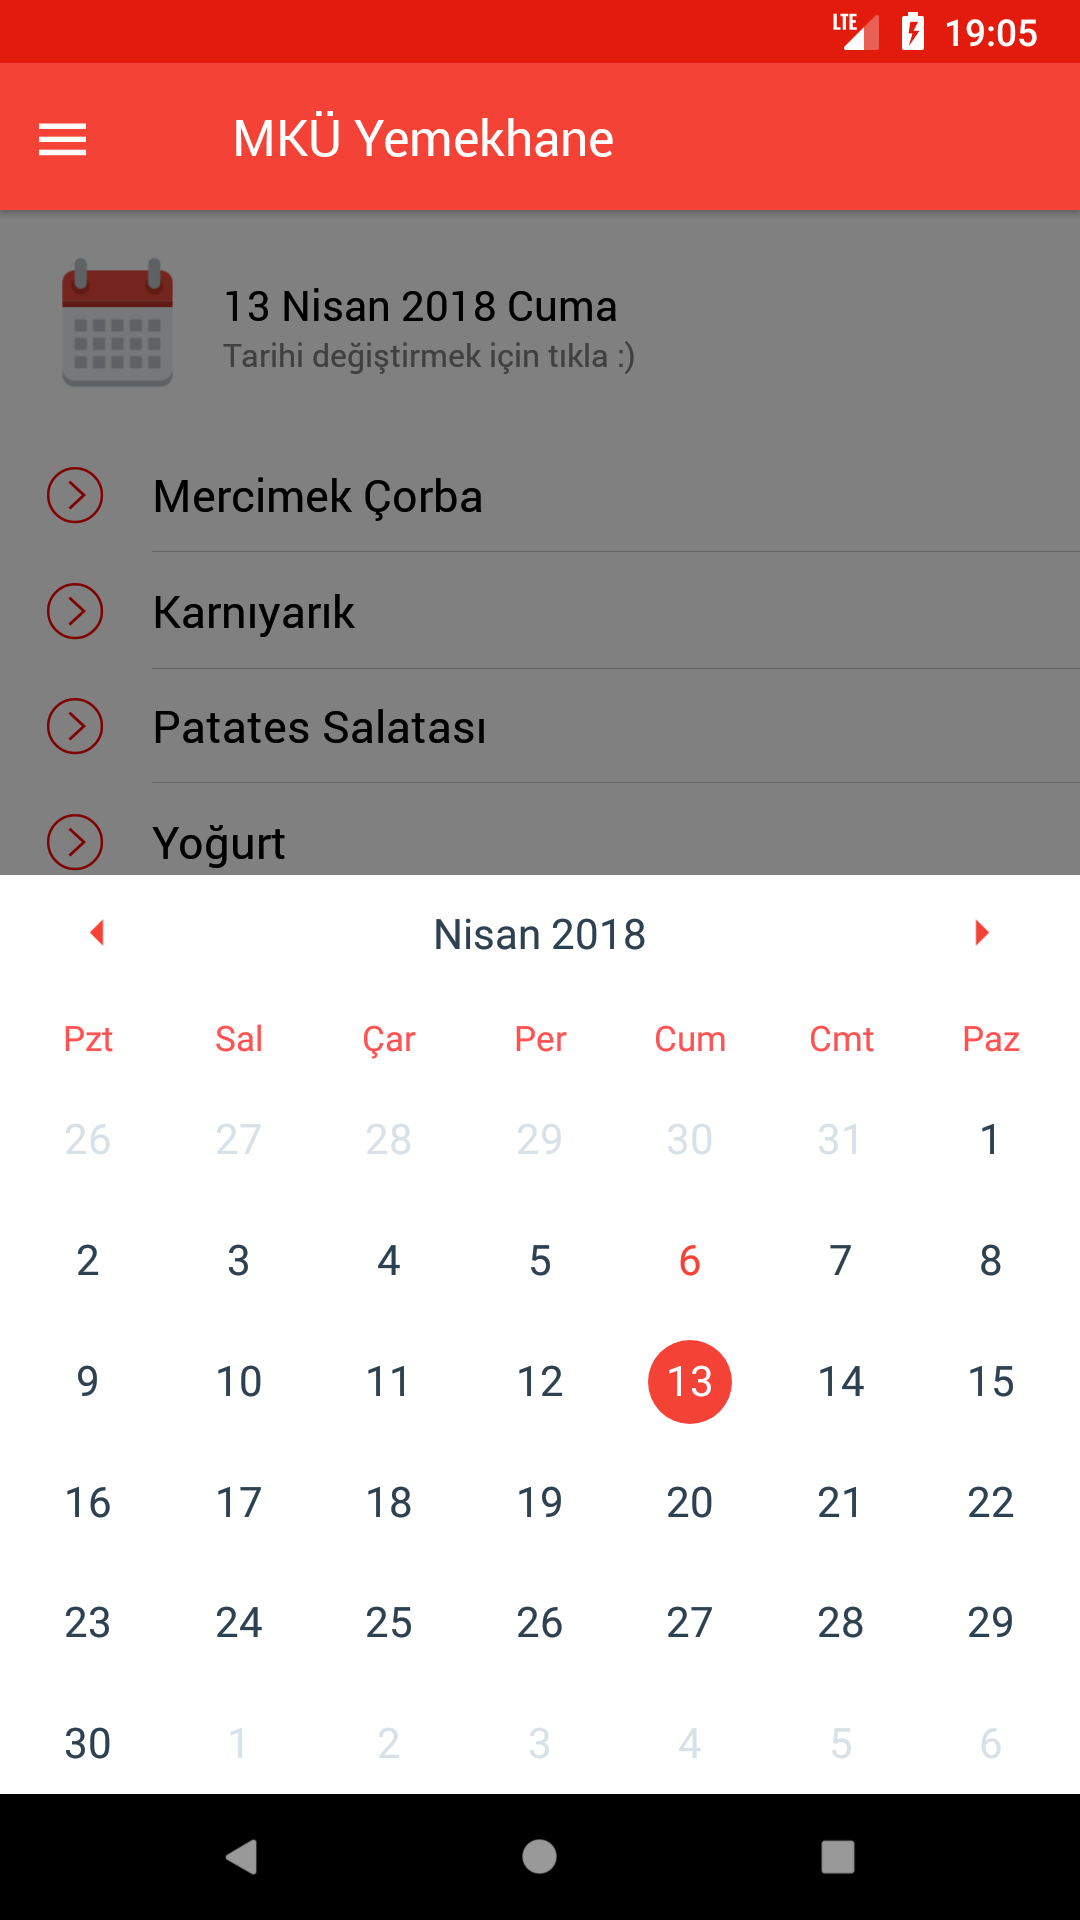 LTE 19:05
MKÜ Yemekhane
13 Nisan 2018 Cuma
Tarihi değiştirmek için tıkla :)
Mercimek Çorba
Karnıyarık
Patates Salatası
Yoğurt
Nisan 2018
Pzt Sal Çar Per Cum Cmt Paz
26 27 28 29 30 31 1
2 3 4 5 6 7 8
9 10 11 12 13 14 15
16 17 18 19 20 21 22
23 24 25 26 27 28 29
30 1 2 3 4 5 6